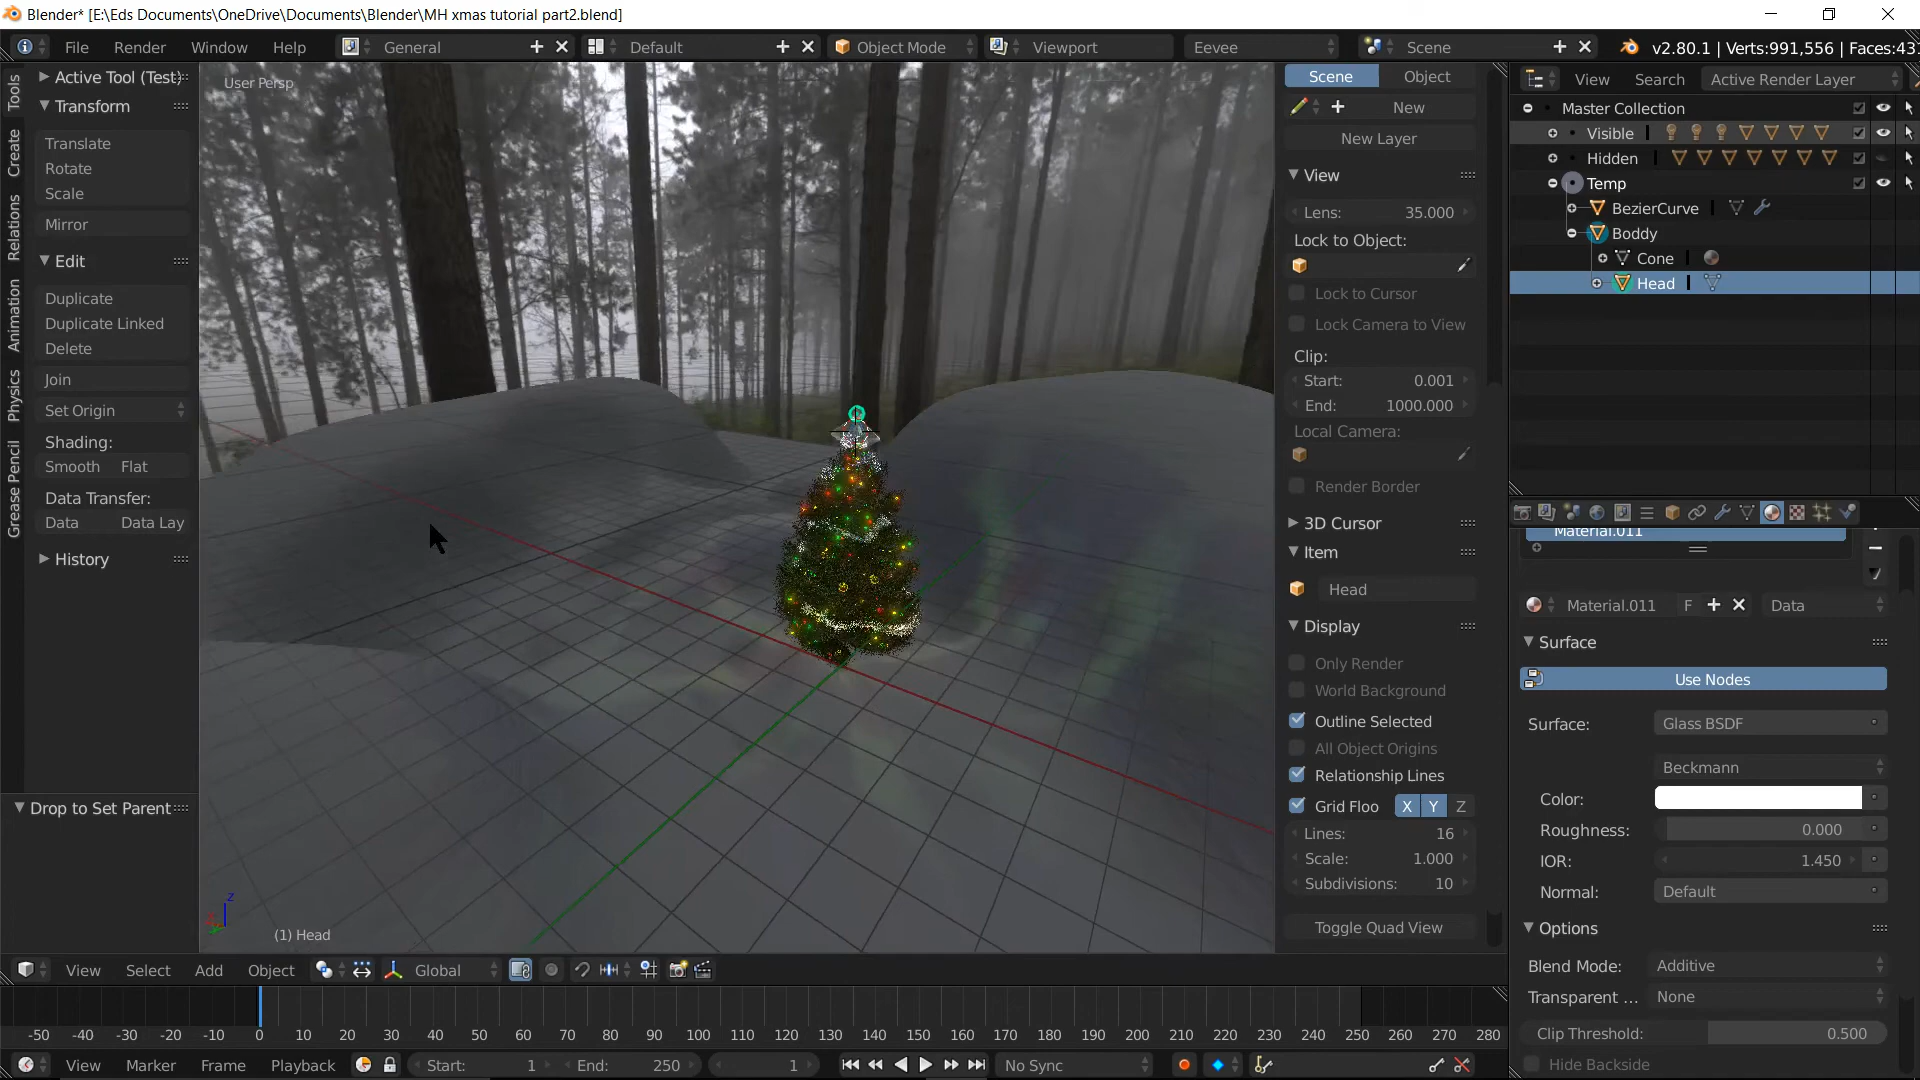 Blender* [E:\Eds Documents\OneDrive\Documents\Blender\MH xmas tutorial part2.blend]
File Render Window Help General Default Object Mode Viewport Eevee Scene v2.80.1 | Verts:991,556 | Faces:431
Tools
Create
Relations
Animation
Physics
Grease Pencil
Active Tool (Test)
Transform
Translate
Rotate
Scale
Mirror
Edit
Duplicate
Duplicate Linked
Delete
Join
Set Origin
Shading:
Smooth Flat
Data Transfer:
Data Data Lay
History
Drop to Set Parent
User Persp
(1) Head
Scene Object
New
New Layer
View
Lens: 35.000
Lock to Object:
Lock to Cursor
Lock Camera to View
Clip:
Start: 0.001
End: 1000.000
Local Camera:
Render Border
3D Cursor
Item
Head
Display
Only Render
World Background
Outline Selected
All Object Origins
Relationship Lines
Grid Floo X Y Z
Lines: 16
Scale: 1.000
Subdivisions: 10
Toggle Quad View
View Search Active Render Layer
Master Collection
Visible
Hidden
Temp
BezierCurve
Boddy
Cone
Head
Material.011
Material.011 F Data
Surface
Use Nodes
Surface: Glass BSDF
Beckmann
Color:
Roughness: 0.000
IOR: 1.450
Normal: Default
Options
Blend Mode: Additive
Transparent ... None
Clip Threshold: 0.500
Hide Backside
View Select Add Object Global
-50 -40 -30 -20 -10 0 10 20 30 40 50 60 70 80 90 100 110 120 130 140 150 160 170 180 190 200 210 220 230 240 250 260 270 280
View Marker Frame Playback Start: 1 End: 250 1 No Sync